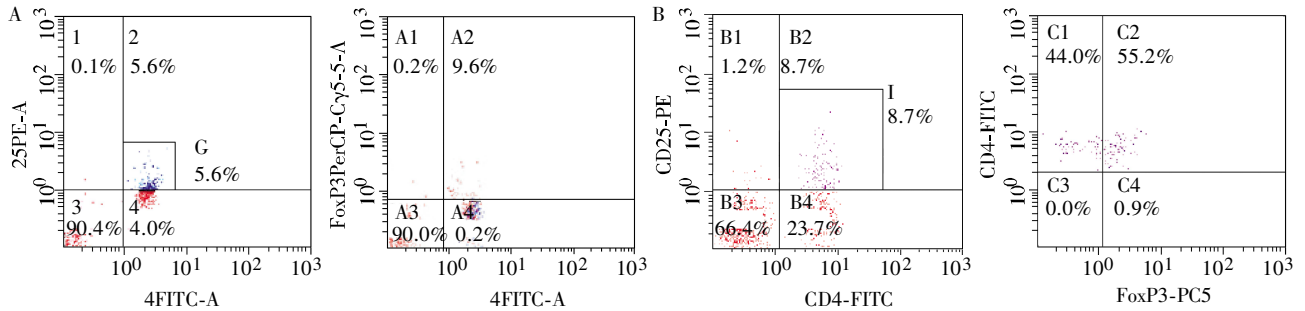 A
25PE-A
10³
10²
10¹
10⁰
1
0.1%
2
5.6%
G
5.6%
3
90.4%
4
4.0%
10⁰ 10¹ 10² 10³
4FITC-A
FoxP3PerCP-Cγ5-5-A
10³
10²
10¹
10⁰
A1
0.2%
A2
9.6%
A3
90.0%
A4
0.2%
10⁰ 10¹ 10² 10³
4FITC-A
B
CD25-PE
10³
10²
10¹
10⁰
B1
1.2%
B2
8.7%
I
8.7%
B3
66.4%
B4
23.7%
10⁰ 10¹ 10² 10³
CD4-FITC
CD4-FITC
10³
10²
10¹
10⁰
C1
44.0%
C2
55.2%
C3
0.0%
C4
0.9%
10⁰ 10¹ 10² 10³
FoxP3-PC5